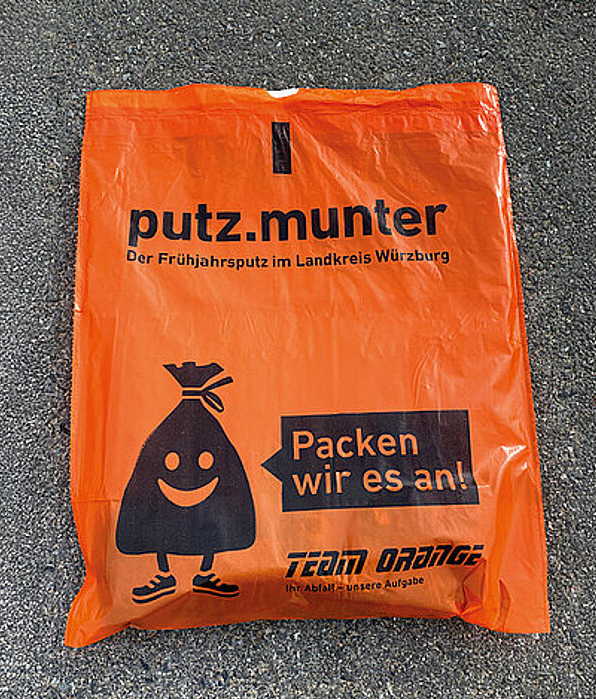 putz.munter
Der Frühjahrsputz im Landkreis Würzburg
Packen
wir es an!
TEAM ORANGE
Ihr Abfall – unsere Aufgabe